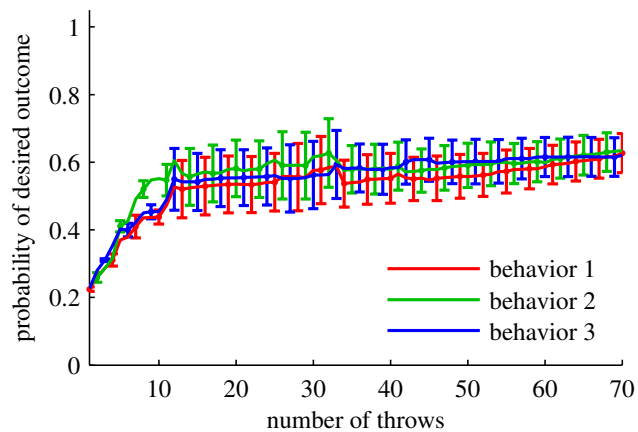 1
0.8
0.6
0.4
0.2
0
10 20 30 40 50 60 70
probability of desired outcome
number of throws
behavior 1
behavior 2
behavior 3